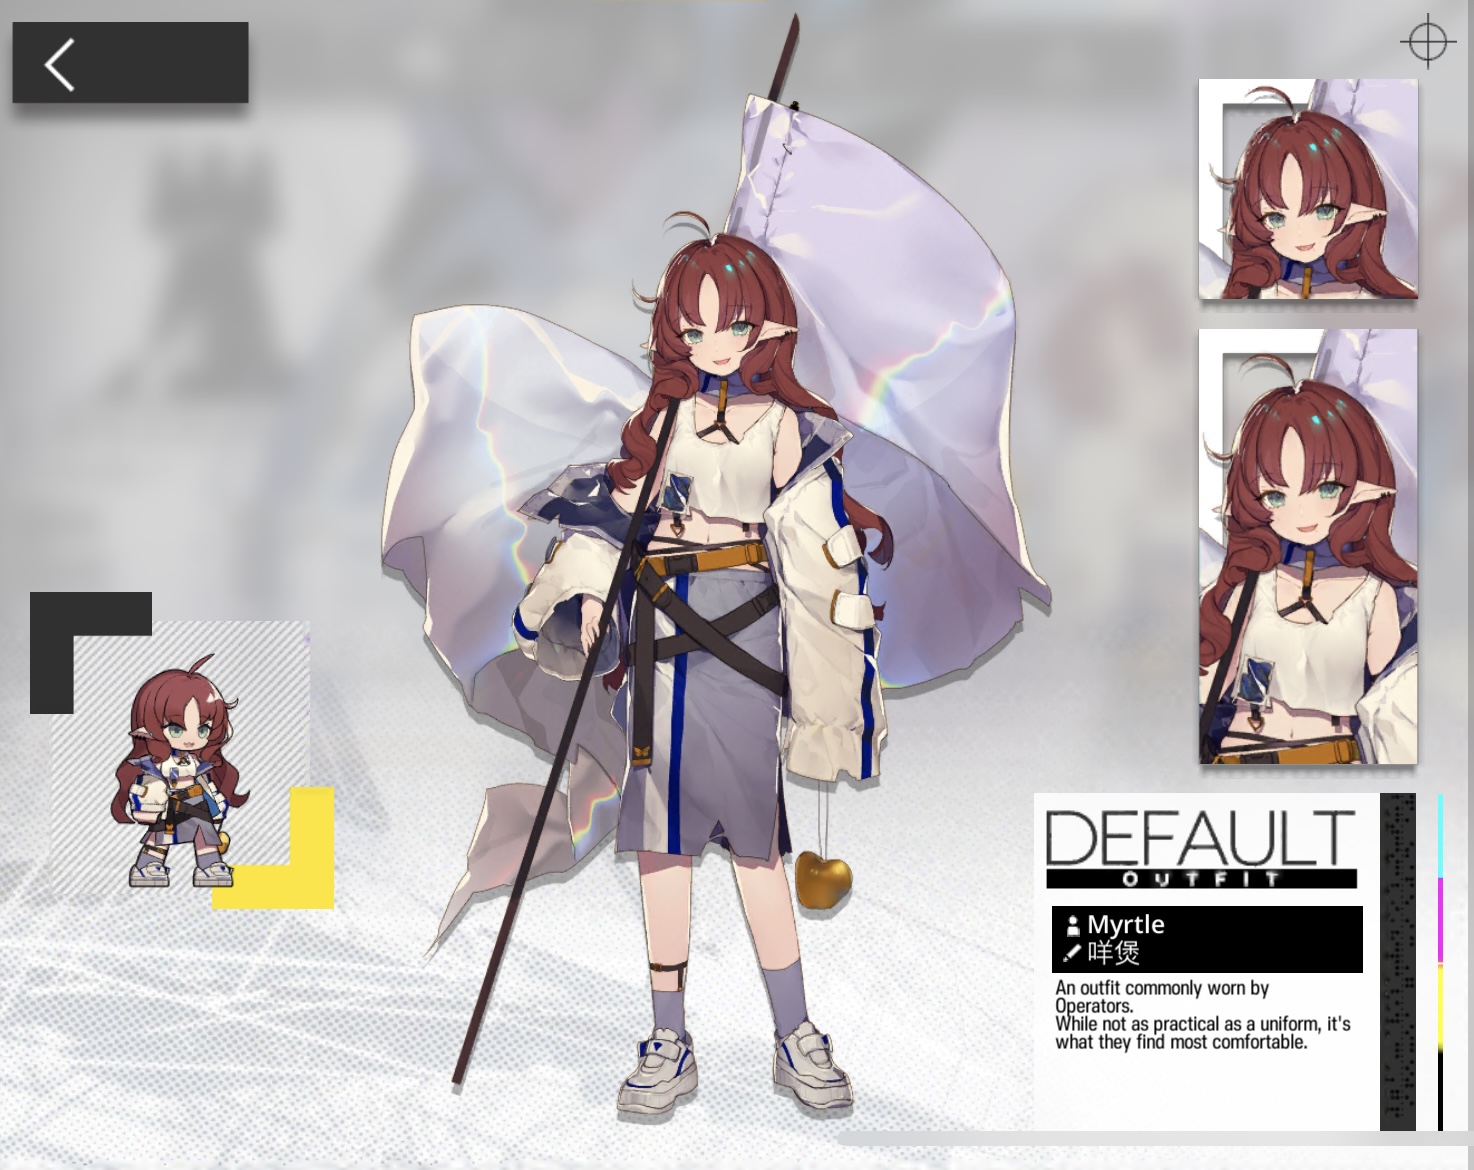 DEFAULT
OUTFIT
Myrtle
咩煲
An outfit commonly worn by
Operators.
While not as practical as a uniform, it's
what they find most comfortable.